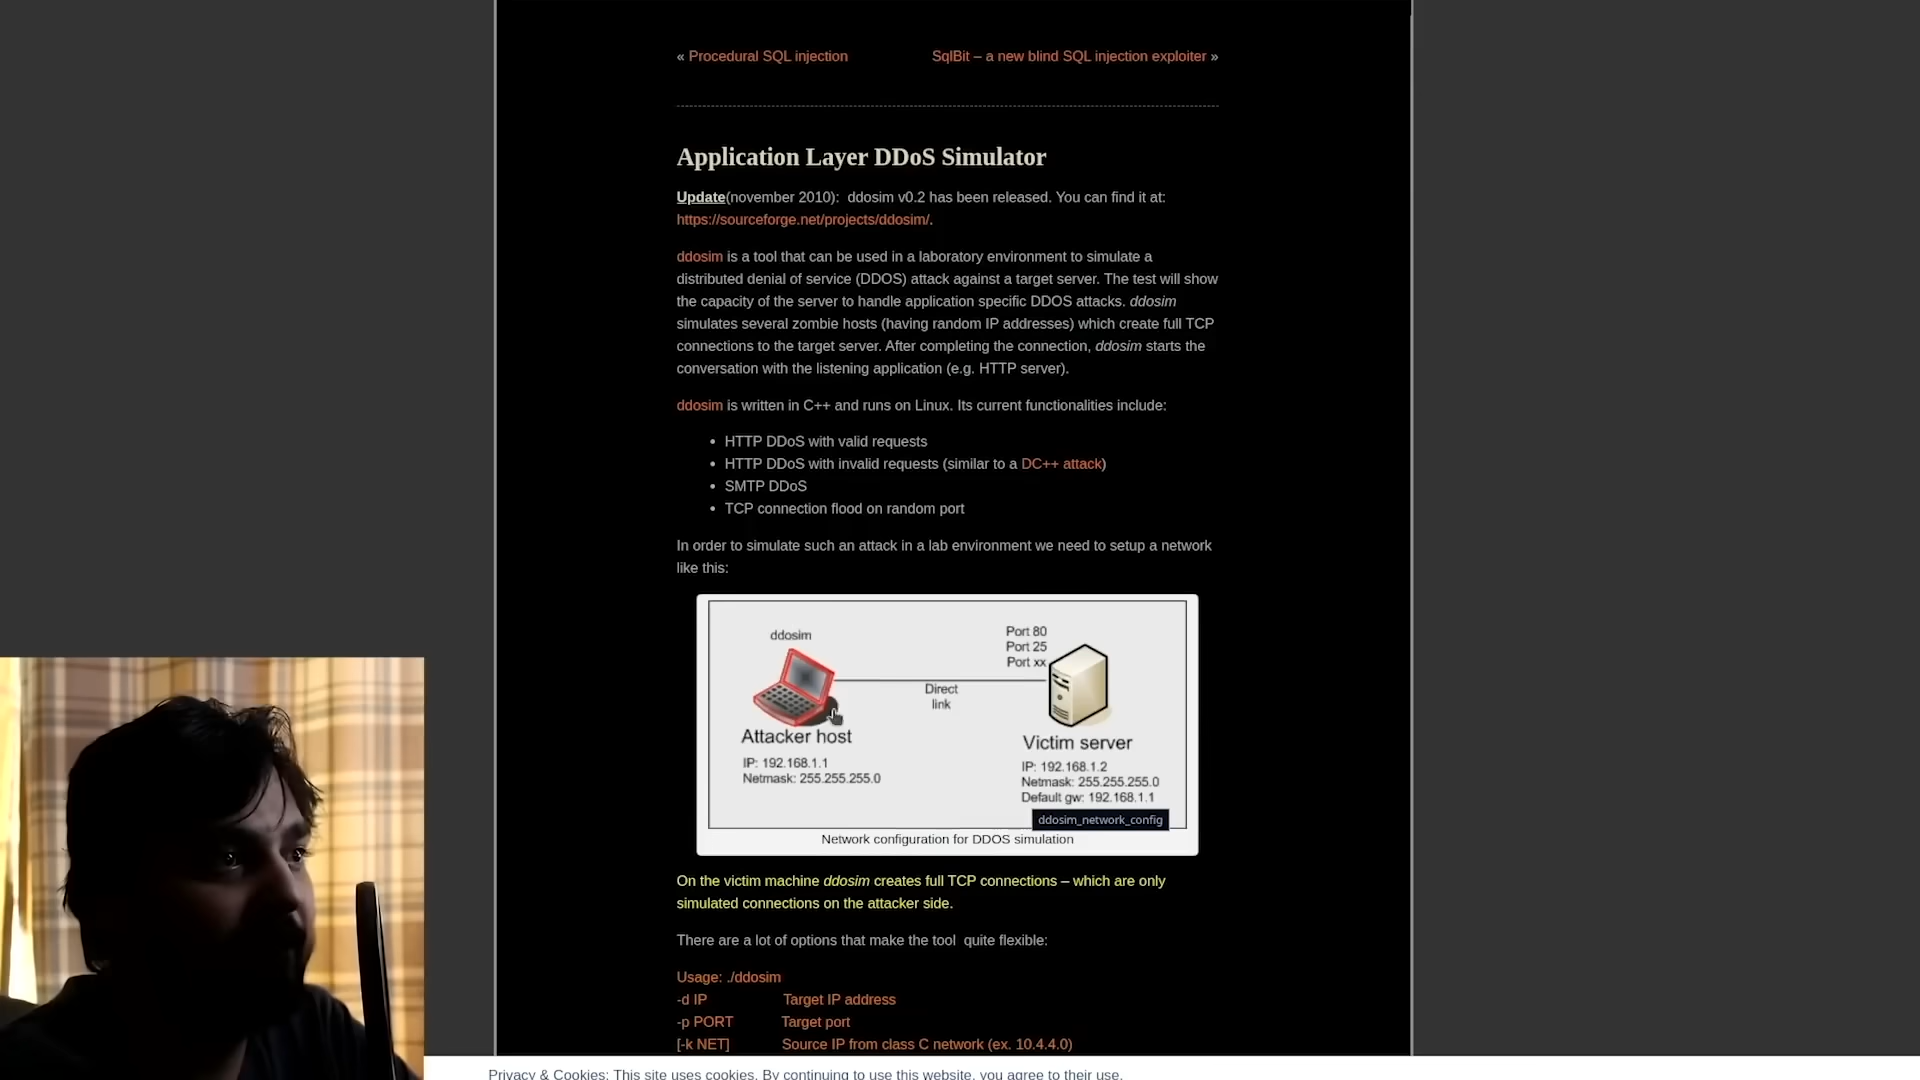 « Procedural SQL injection
SqlBit – a new blind SQL injection exploiter »
Application Layer DDoS Simulator
Update(november 2010):  ddosim v0.2 has been released. You can find it at:
https://sourceforge.net/projects/ddosim/.
ddosim is a tool that can be used in a laboratory environment to simulate a
distributed denial of service (DDOS) attack against a target server. The test will show
the capacity of the server to handle application specific DDOS attacks. ddosim
simulates several zombie hosts (having random IP addresses) which create full TCP
connections to the target server. After completing the connection, ddosim starts the
conversation with the listening application (e.g. HTTP server).
ddosim is written in C++ and runs on Linux. Its current functionalities include:
• HTTP DDoS with valid requests
• HTTP DDoS with invalid requests (similar to a DC++ attack)
• SMTP DDoS
• TCP connection flood on random port
In order to simulate such an attack in a lab environment we need to setup a network
like this:
ddosim
Port 80
Port 25
Port xx
Direct
link
Attacker host
IP: 192.168.1.1
Netmask: 255.255.255.0
Victim server
IP: 192.168.1.2
Netmask: 255.255.255.0
Default gw: 192.168.1.1
ddosim_network_config
Network configuration for DDOS simulation
On the victim machine ddosim creates full TCP connections – which are only
simulated connections on the attacker side.
There are a lot of options that make the tool  quite flexible:
Usage: ./ddosim
-d IP Target IP address
-p PORT Target port
[-k NET] Source IP from class C network (ex. 10.4.4.0)
Privacy & Cookies: This site uses cookies. By continuing to use this website, you agree to their use.